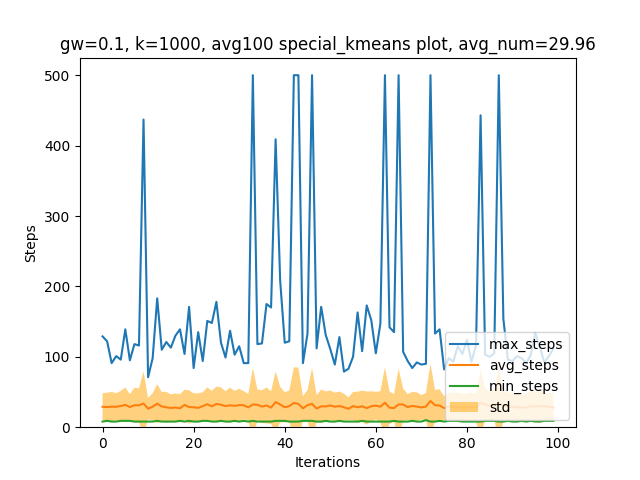 gw=0.1, k=1000, avg100 special_kmeans plot, avg_num=29.96
500
400
300
200
100
0
Steps
0 20 40 60 80 100
Iterations
max_steps
avg_steps
min_steps
std